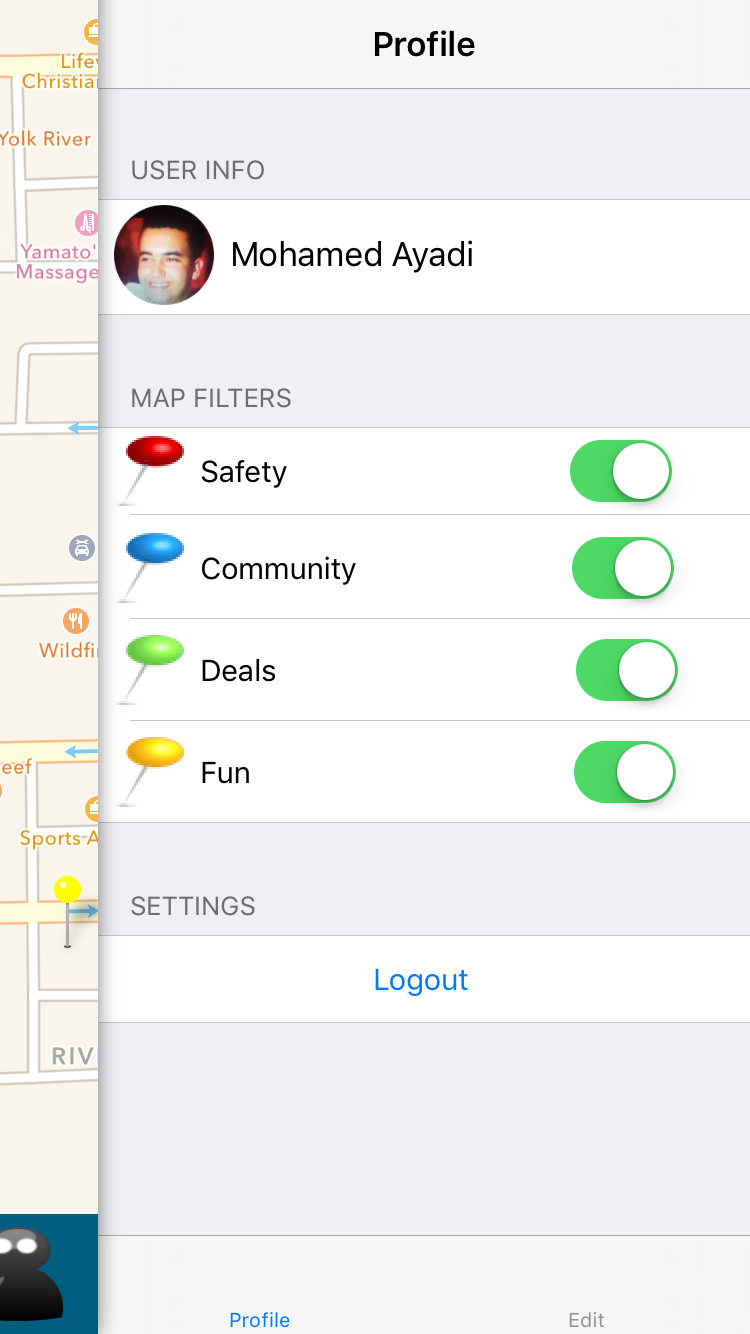 Profile
USER INFO
Mohamed Ayadi
MAP FILTERS
Safety
Community
Deals
Fun
SETTINGS
Logout
Profile
Edit
Lifev
Christia
Yolk River
Yamato'
Massage
Wildfi
eef
Sports A
RIV